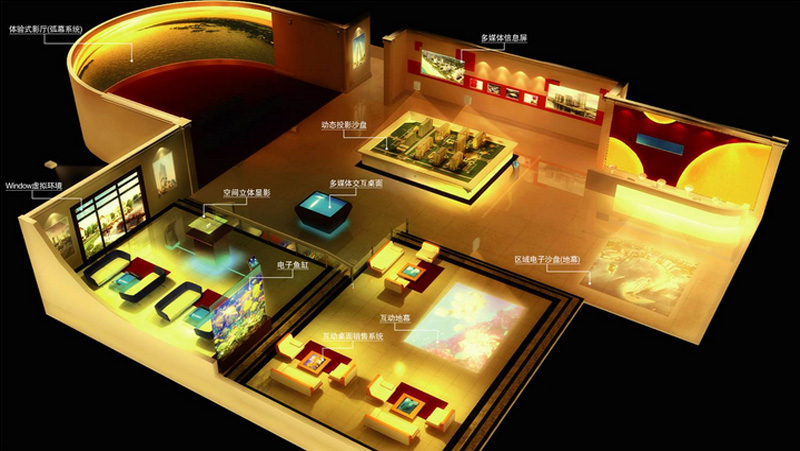 体验式影厅(弧幕系统)
多媒体信息屏
动态投影沙盘
Window虚拟环境
空间立体显影
多媒体交互桌面
电子鱼缸
区域电子沙盘(地幕)
互动地幕
互动桌面销售系统